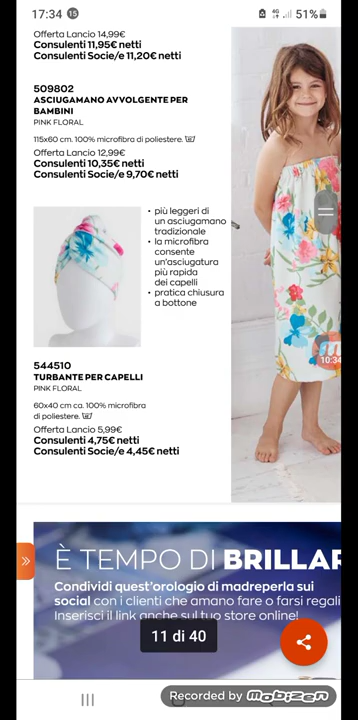 17:34 15 4G 51%
Offerta Lancio 14,99€
Consulenti 11,95€ netti
Consulenti Socie/e 11,20€ netti
509802
ASCIUGAMANO AVVOLGENTE PER
BAMBINI
PINK FLORAL
115x60 cm. 100% microfibra di poliestere.
Offerta Lancio 12,99€
Consulenti 10,35€ netti
Consulenti Socie/e 9,70€ netti
• più leggeri di
un asciugamano
tradizionale
• la microfibra
consente
un'asciugatura
più rapida
dei capelli
• pratica chiusura
a bottone
10:34
544510
TURBANTE PER CAPELLI
PINK FLORAL
60x40 cm ca. 100% microfibra
di poliestere.
Offerta Lancio 5,99€
Consulenti 4,75€ netti
Consulenti Socie/e 4,45€ netti
È TEMPO DI BRILLAR
Condividi quest'orologio di madreperla sui
social con i clienti che amano fare o farsi regali
Inserisci il link anche sul tuo store online!
11 di 40
Recorded by mobizen